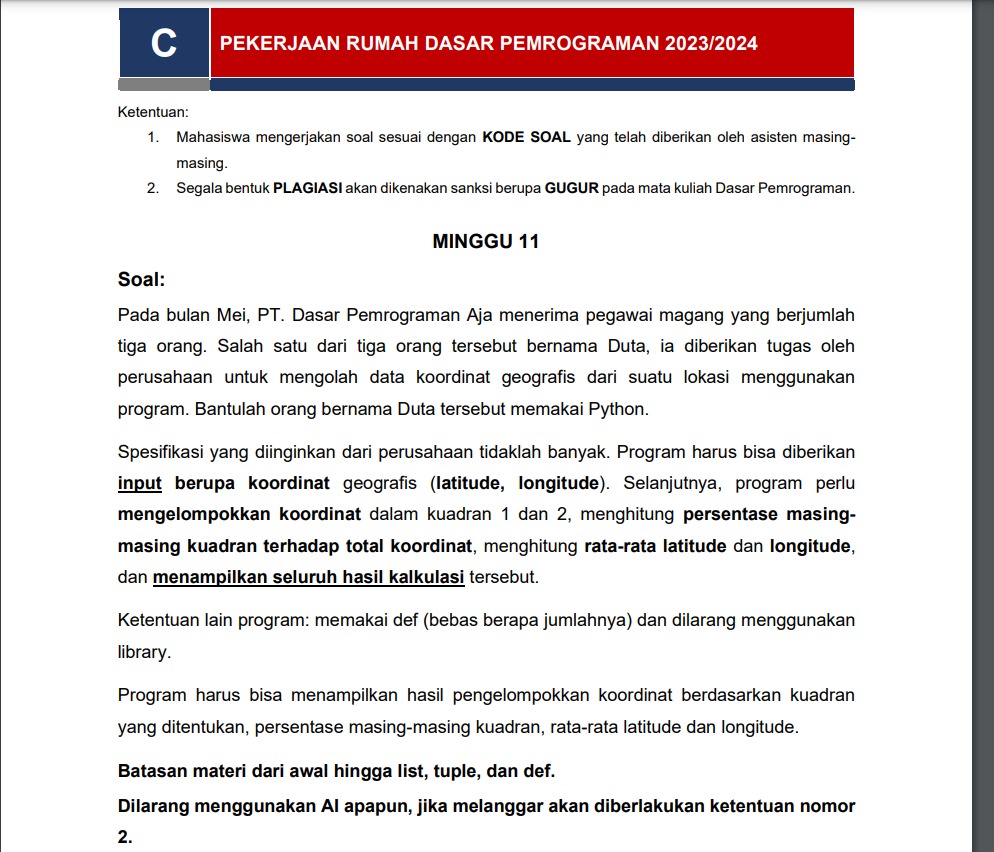 C
PEKERJAAN RUMAH DASAR PEMROGRAMAN 2023/2024
Ketentuan:
1. Mahasiswa mengerjakan soal sesuai dengan KODE SOAL yang telah diberikan oleh asisten masing-
masing.
2. Segala bentuk PLAGIASI akan dikenakan sanksi berupa GUGUR pada mata kuliah Dasar Pemrograman.
MINGGU 11
Soal:
Pada bulan Mei, PT. Dasar Pemrograman Aja menerima pegawai magang yang berjumlah
tiga orang. Salah satu dari tiga orang tersebut bernama Duta, ia diberikan tugas oleh
perusahaan untuk mengolah data koordinat geografis dari suatu lokasi menggunakan
program. Bantulah orang bernama Duta tersebut memakai Python.
Spesifikasi yang diinginkan dari perusahaan tidaklah banyak. Program harus bisa diberikan
input berupa koordinat geografis (latitude, longitude). Selanjutnya, program perlu
mengelompokkan koordinat dalam kuadran 1 dan 2, menghitung persentase masing-
masing kuadran terhadap total koordinat, menghitung rata-rata latitude dan longitude,
dan menampilkan seluruh hasil kalkulasi tersebut.
Ketentuan lain program: memakai def (bebas berapa jumlahnya) dan dilarang menggunakan
library.
Program harus bisa menampilkan hasil pengelompokkan koordinat berdasarkan kuadran
yang ditentukan, persentase masing-masing kuadran, rata-rata latitude dan longitude.
Batasan materi dari awal hingga list, tuple, dan def.
Dilarang menggunakan AI apapun, jika melanggar akan diberlakukan ketentuan nomor
2.